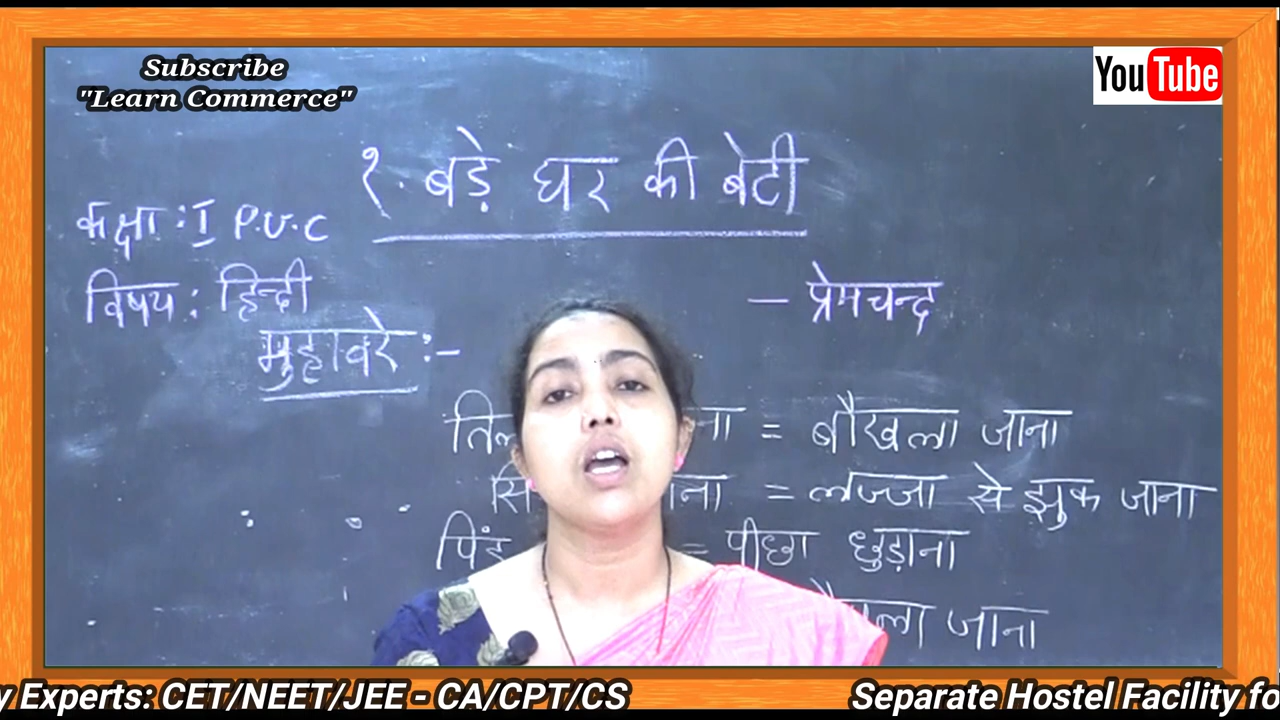 Subscribe
"Learn Commerce"
YouTube
१. बड़े घर की बेटी
कक्षा : I P.U.C
विषय : हिन्दी
- प्रेमचन्द
मुहावरे :-
= बौखला जाना
= लज्जा से झुक जाना
= पीछा छुड़ाना
जाना
Experts: CET/NEET/JEE - CA/CPT/CS
Separate Hostel Facility